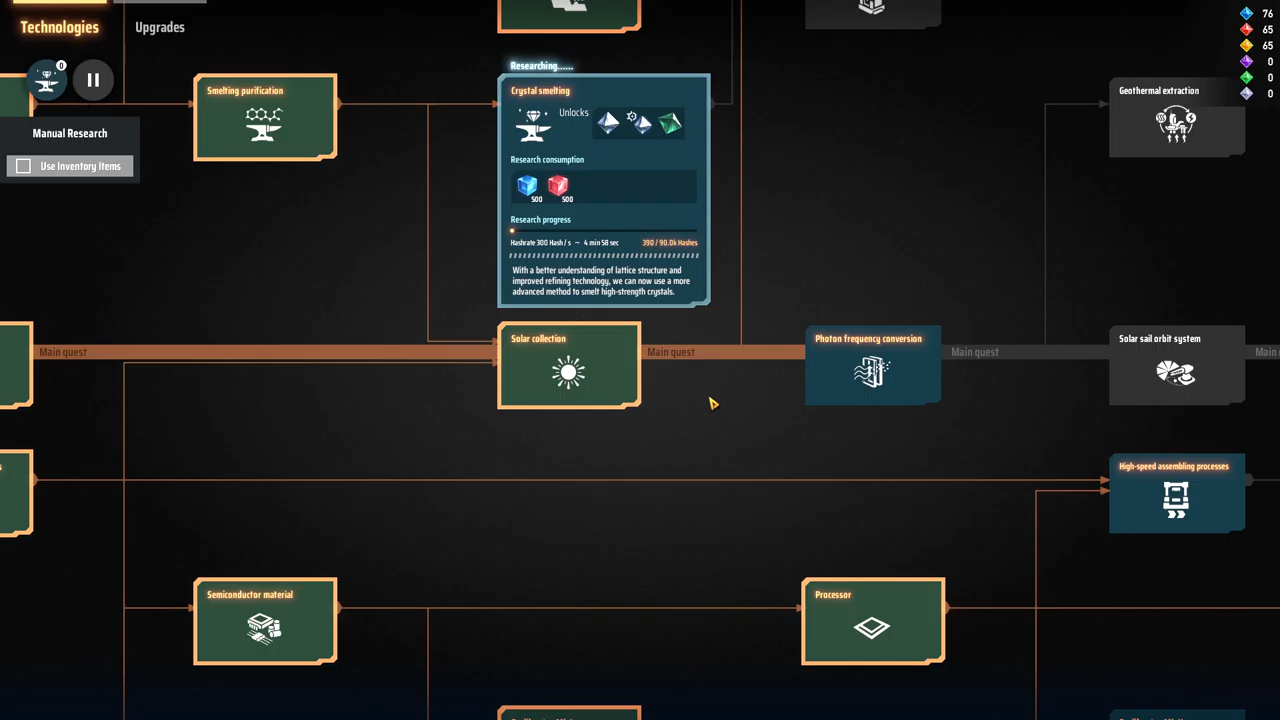 Technologies
Upgrades
76
65
65
0
0
0
0
Manual Research
Use Inventory Items
Smelting purification
Researching......
Crystal smelting
Unlocks
Research consumption
500
500
Research progress
Hashrate 300 Hash / s ~ 4 min 58 sec
390 / 90.0k Hashes
With a better understanding of lattice structure and
improved refining technology, we can now use a more
advanced method to smelt high-strength crystals.
Geothermal extraction
Main quest
Solar collection
Main quest
Photon frequency conversion
Main quest
Solar sail orbit system
High-speed assembling processes
Semiconductor material
Processor